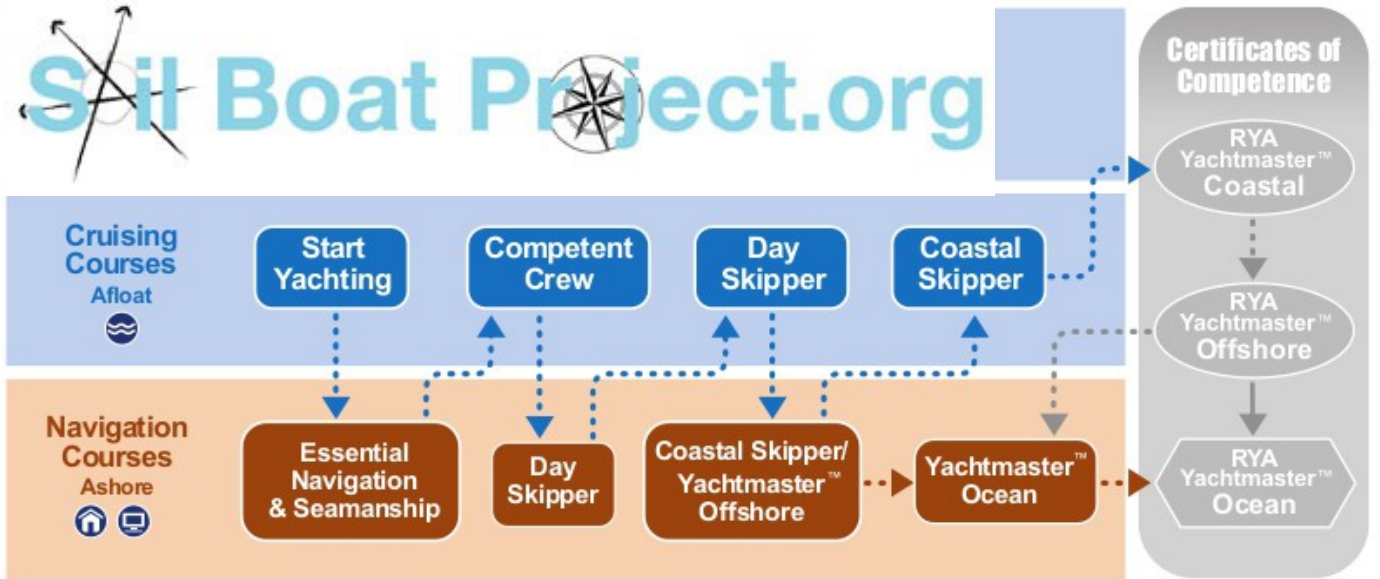 Sail Boat Project.org
Certificates of
Competence
RYA
Yachtmaster™
Coastal
Cruising
Courses
Afloat
Start
Yachting
Competent
Crew
Day
Skipper
Coastal
Skipper
RYA
Yachtmaster™
Offshore
Navigation
Courses
Ashore
Essential
Navigation
& Seamanship
Day
Skipper
Coastal Skipper/
Yachtmaster™
Offshore
Yachtmaster™
Ocean
RYA
Yachtmaster™
Ocean